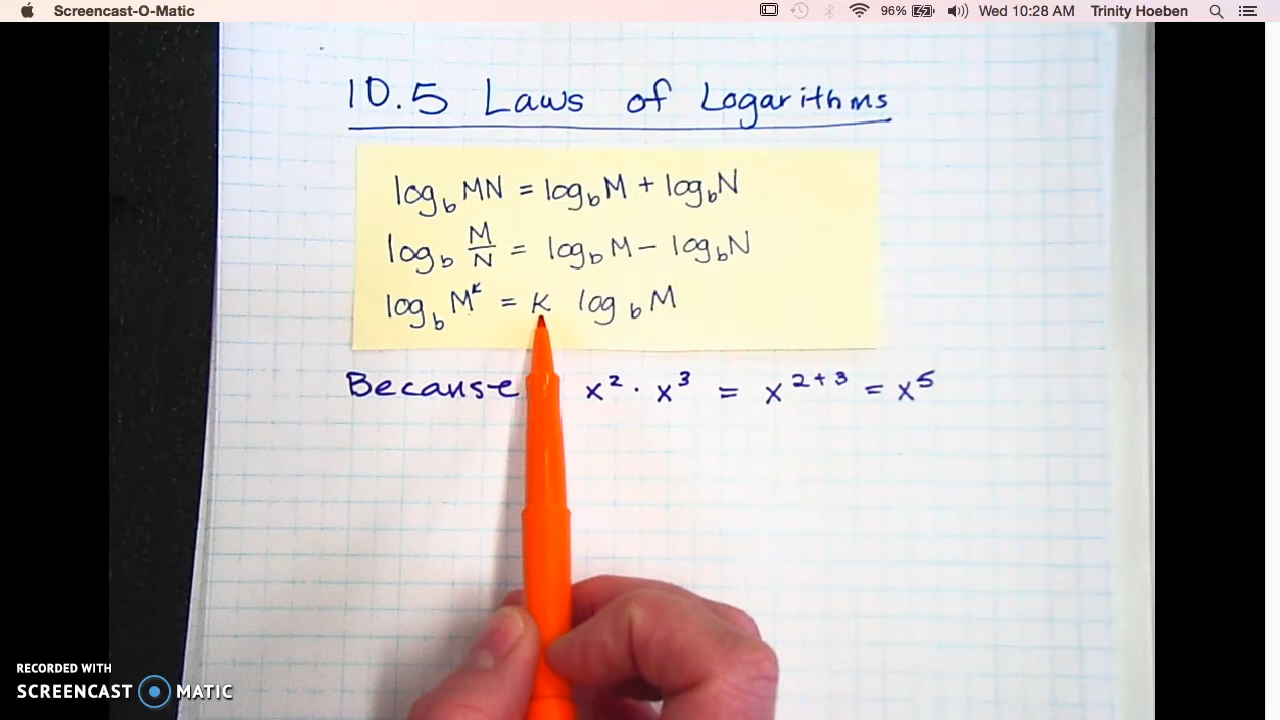 Screencast-O-Matic 96% Wed 10:28 AM Trinity Hoeben
10.5 Laws of Logarithms
log_b MN = log_b M + log_b N
log_b M/N = log_b M − log_b N
log_b M^k = k log_b M
Because x² · x³ = x²⁺³ = x⁵
RECORDED WITH
SCREENCAST MATIC